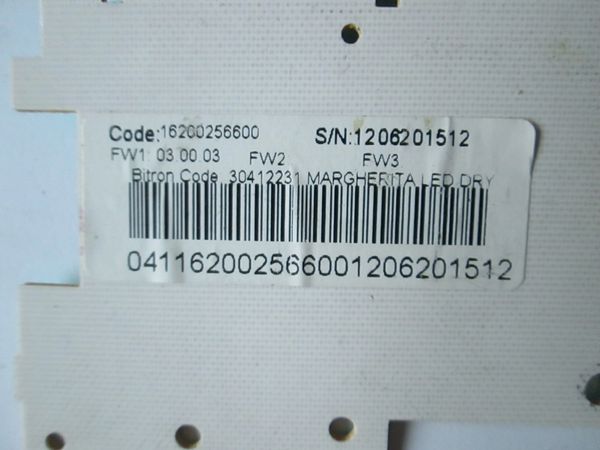 Code:16200256600 S/N:1206201512
FW1: 03.00.03 FW2 FW3
Bitron Code 30412231 MARGHERITA LED DRY
041162002566001206201512